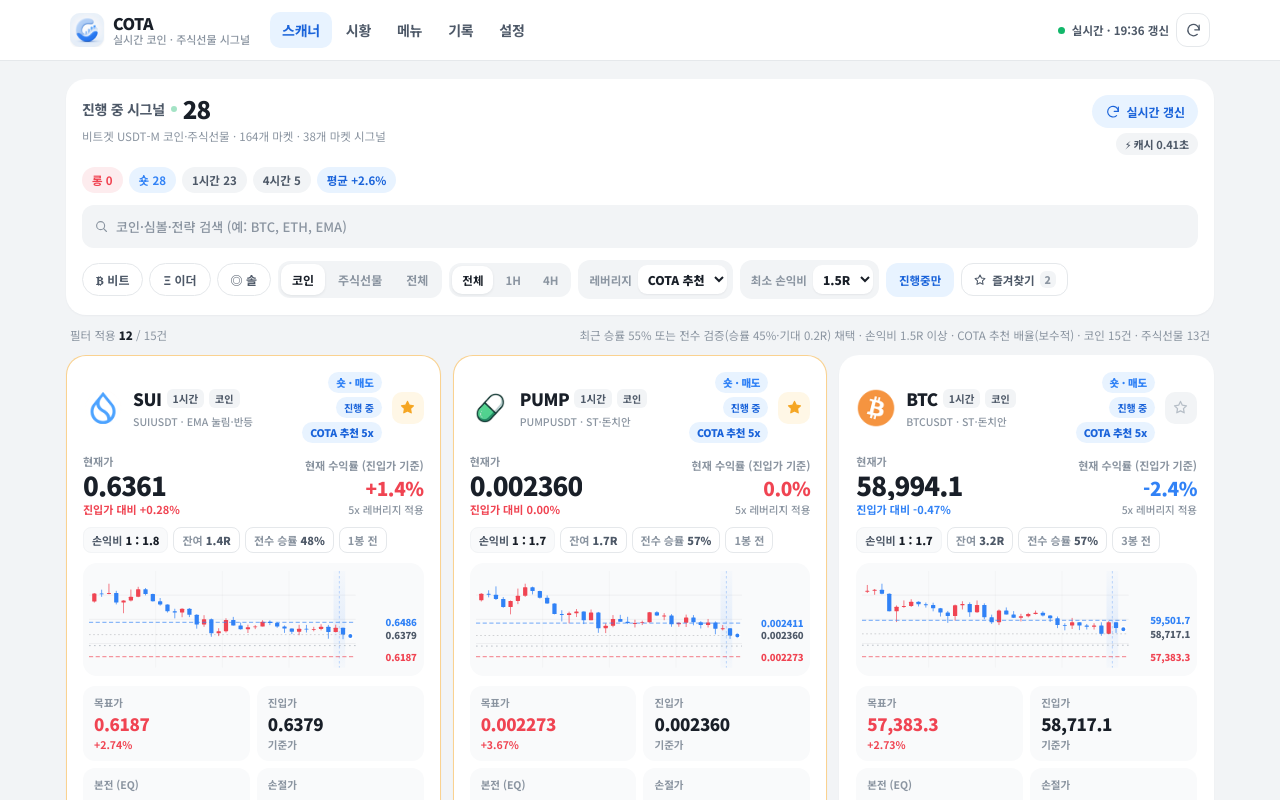 COTA
실시간 코인 · 주식선물 시그널
스캐너
시황
메뉴
기록
설정
실시간 · 19:36 갱신
진행 중 시그널 28
비트겟 USDT-M 코인·주식선물 · 164개 마켓 · 38개 마켓 시그널
실시간 갱신
⚡ 캐시 0.41초
롱 0
숏 28
1시간 23
4시간 5
평균 +2.6%
코인·심볼·전략 검색 (예: BTC, ETH, EMA)
₿ 비트
Ξ 이더
◎ 솔
코인
주식선물
전체
전체
1H
4H
레버리지 COTA 추천
최소 손익비 1.5R
진행중만
즐겨찾기 2
필터 적용 12 / 15건
최근 승률 55% 또는 전수 검증(승률 45%·기대 0.2R) 채택 · 손익비 1.5R 이상 · COTA 추천 배율(보수적) · 코인 15건 · 주식선물 13건
SUI 1시간 코인
SUIUSDT · EMA 눌림·반등
숏 · 매도
진행 중
COTA 추천 5x
현재가
0.6361
진입가 대비 +0.28%
현재 수익률 (진입가 기준)
+1.4%
5x 레버리지 적용
손익비 1 : 1.8
잔여 1.4R
전수 승률 48%
1봉 전
0.6486
0.6379
0.6187
목표가
0.6187
+2.74%
진입가
0.6379
기준가
본전 (EQ)
손절가
PUMP 1시간 코인
PUMPUSDT · ST·돈치안
숏 · 매도
진행 중
COTA 추천 5x
현재가
0.002360
진입가 대비 0.00%
현재 수익률 (진입가 기준)
0.0%
5x 레버리지 적용
손익비 1 : 1.7
잔여 1.7R
전수 승률 57%
1봉 전
0.002411
0.002360
0.002273
목표가
0.002273
+3.67%
진입가
0.002360
기준가
본전 (EQ)
손절가
BTC 1시간 코인
BTCUSDT · ST·돈치안
숏 · 매도
진행 중
COTA 추천 5x
현재가
58,994.1
진입가 대비 -0.47%
현재 수익률 (진입가 기준)
-2.4%
5x 레버리지 적용
손익비 1 : 1.7
잔여 3.2R
전수 승률 57%
3봉 전
59,501.7
58,717.1
57,383.3
목표가
57,383.3
+2.73%
진입가
58,717.1
기준가
본전 (EQ)
손절가